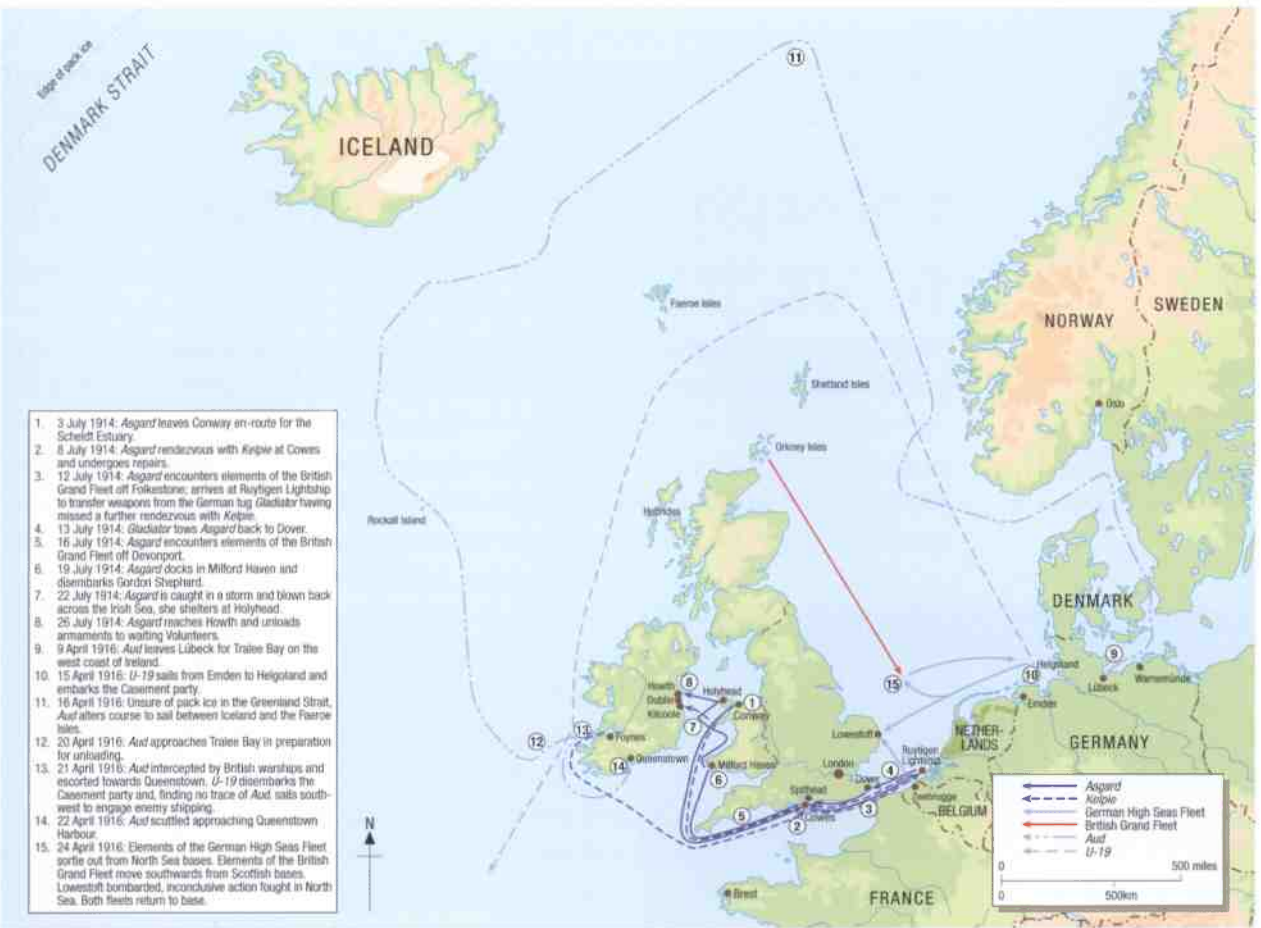 Edge of pack ice
DENMARK STRAIT
ICELAND
11
Faeroe Isles
Shetland Isles
Orkney Isles
NORWAY
SWEDEN
Oslo
Rockall Island
Hebrides
DENMARK
Helgoland
10
9
Lübeck
Warnemünde
Emden
15
Howth
8
Dublin
Kilcoole
Holyhead
1
Conway
7
12
13
Foynes
14
Queenstown
Milford Haven
6
Lowestoft
London
Ruytigen
Lightship
4
Dover
3
Spithead
5
2
Cowes
Zeebrugge
NETHER-
LANDS
BELGIUM
GERMANY
FRANCE
Brest
N
1. 3 July 1914: Asgard leaves Conway en-route for the
Scheldt Estuary.
2. 8 July 1914: Asgard rendezvous with Kelpie at Cowes
and undergoes repairs.
3. 12 July 1914: Asgard encounters elements of the British
Grand Fleet off Folkestone; arrives at Ruytigen Lightship
to transfer weapons from the German tug Gladiator having
missed a further rendezvous with Kelpie.
4. 13 July 1914: Gladiator tows Asgard back to Dover.
5. 16 July 1914: Asgard encounters elements of the British
Grand Fleet off Devonport.
6. 19 July 1914: Asgard docks in Milford Haven and
disembarks Gordon Shephard.
7. 22 July 1914: Asgard is caught in a storm and blown back
across the Irish Sea, she shelters at Holyhead.
8. 26 July 1914: Asgard reaches Howth and unloads
armaments to waiting Volunteers.
9. 9 April 1916: Aud leaves Lübeck for Tralee Bay on the
west coast of Ireland.
10. 15 April 1916: U-19 sails from Emden to Helgoland and
embarks the Casement party.
11. 16 April 1916: Unsure of pack ice in the Greenland Strait,
Aud alters course to sail between Iceland and the Faeroe
Isles.
12. 20 April 1916: Aud approaches Tralee Bay in preparation
for unloading.
13. 21 April 1916: Aud intercepted by British warships and
escorted towards Queenstown. U-19 disembarks the
Casement party and, finding no trace of Aud, sails south-
west to engage enemy shipping.
14. 22 April 1916: Aud scuttled approaching Queenstown
Harbour.
15. 24 April 1916: Elements of the German High Seas Fleet
sortie out from North Sea bases. Elements of the British
Grand Fleet move southwards from Scottish bases.
Lowestoft bombarded, inconclusive action fought in North
Sea. Both fleets return to base.
Asgard
Kelpie
German High Seas Fleet
British Grand Fleet
Aud
U-19
0 500 miles
0 500km